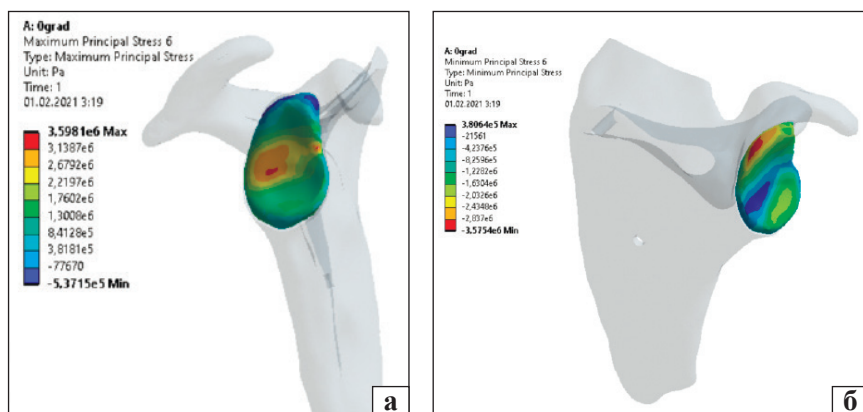 A: 0grad
Maximum Principal Stress 6
Type: Maximum Principal Stress
Unit: Pa
Time: 1
01.02.2021 3:19
3,5981e6 Max
3,1387e6
2,6792e6
2,2197e6
1,7602e6
1,3008e6
8,4128e5
3,8181e5
-77670
-5,3715e5 Min
а
A: 0grad
Minimum Principal Stress 6
Type: Minimum Principal Stress
Unit: Pa
Time: 1
01.02.2021 3:19
3,8064e5 Max
-21561
-4,2376e5
-8,2596e5
-1,2282e6
-1,6304e6
-2,0326e6
-2,4348e6
-2,837e6
-3,5754e6 Min
б